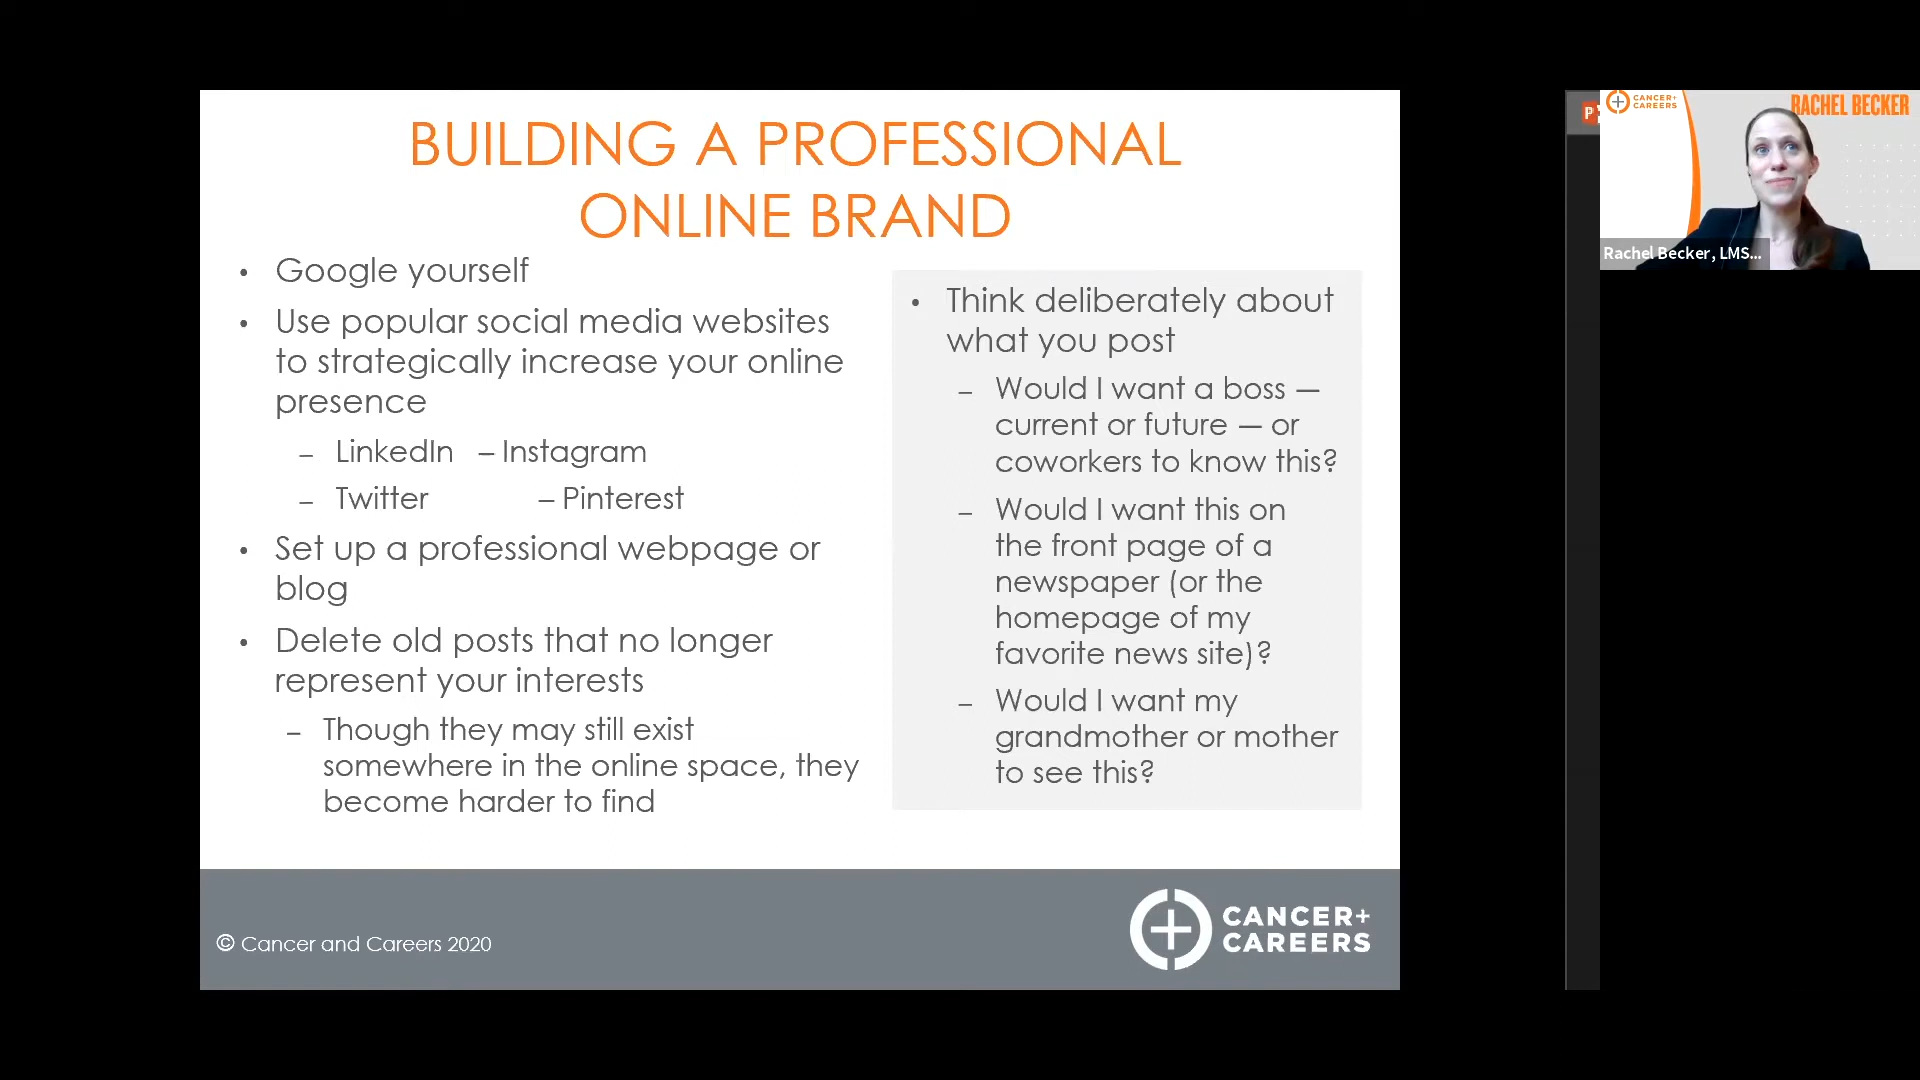 BUILDING A PROFESSIONAL
ONLINE BRAND
• Google yourself
• Use popular social media websites
to strategically increase your online
presence
– LinkedIn – Instagram
– Twitter – Pinterest
• Set up a professional webpage or
blog
• Delete old posts that no longer
represent your interests
– Though they may still exist
somewhere in the online space, they
become harder to find
• Think deliberately about
what you post
– Would I want a boss —
current or future — or
coworkers to know this?
– Would I want this on
the front page of a
newspaper (or the
homepage of my
favorite news site)?
– Would I want my
grandmother or mother
to see this?
© Cancer and Careers 2020
CANCER+
CAREERS
P
CANCER+
CAREERS
RACHEL BECKER
Rachel Becker, LMS...